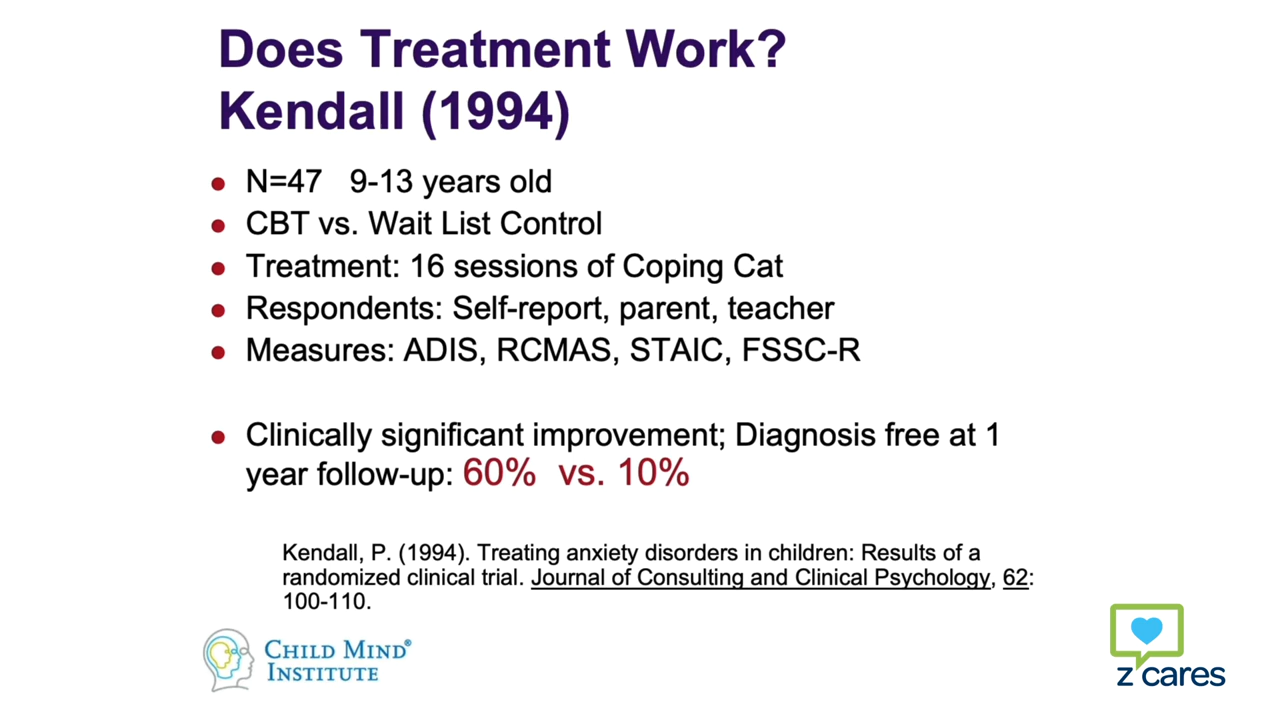 Does Treatment Work?
Kendall (1994)
● N=47 9-13 years old
● CBT vs. Wait List Control
● Treatment: 16 sessions of Coping Cat
● Respondents: Self-report, parent, teacher
● Measures: ADIS, RCMAS, STAIC, FSSC-R
● Clinically significant improvement; Diagnosis free at 1
year follow-up: 60% vs. 10%
Kendall, P. (1994). Treating anxiety disorders in children: Results of a
randomized clinical trial. Journal of Consulting and Clinical Psychology, 62:
100-110.
CHILD MIND®
INSTITUTE
z cares